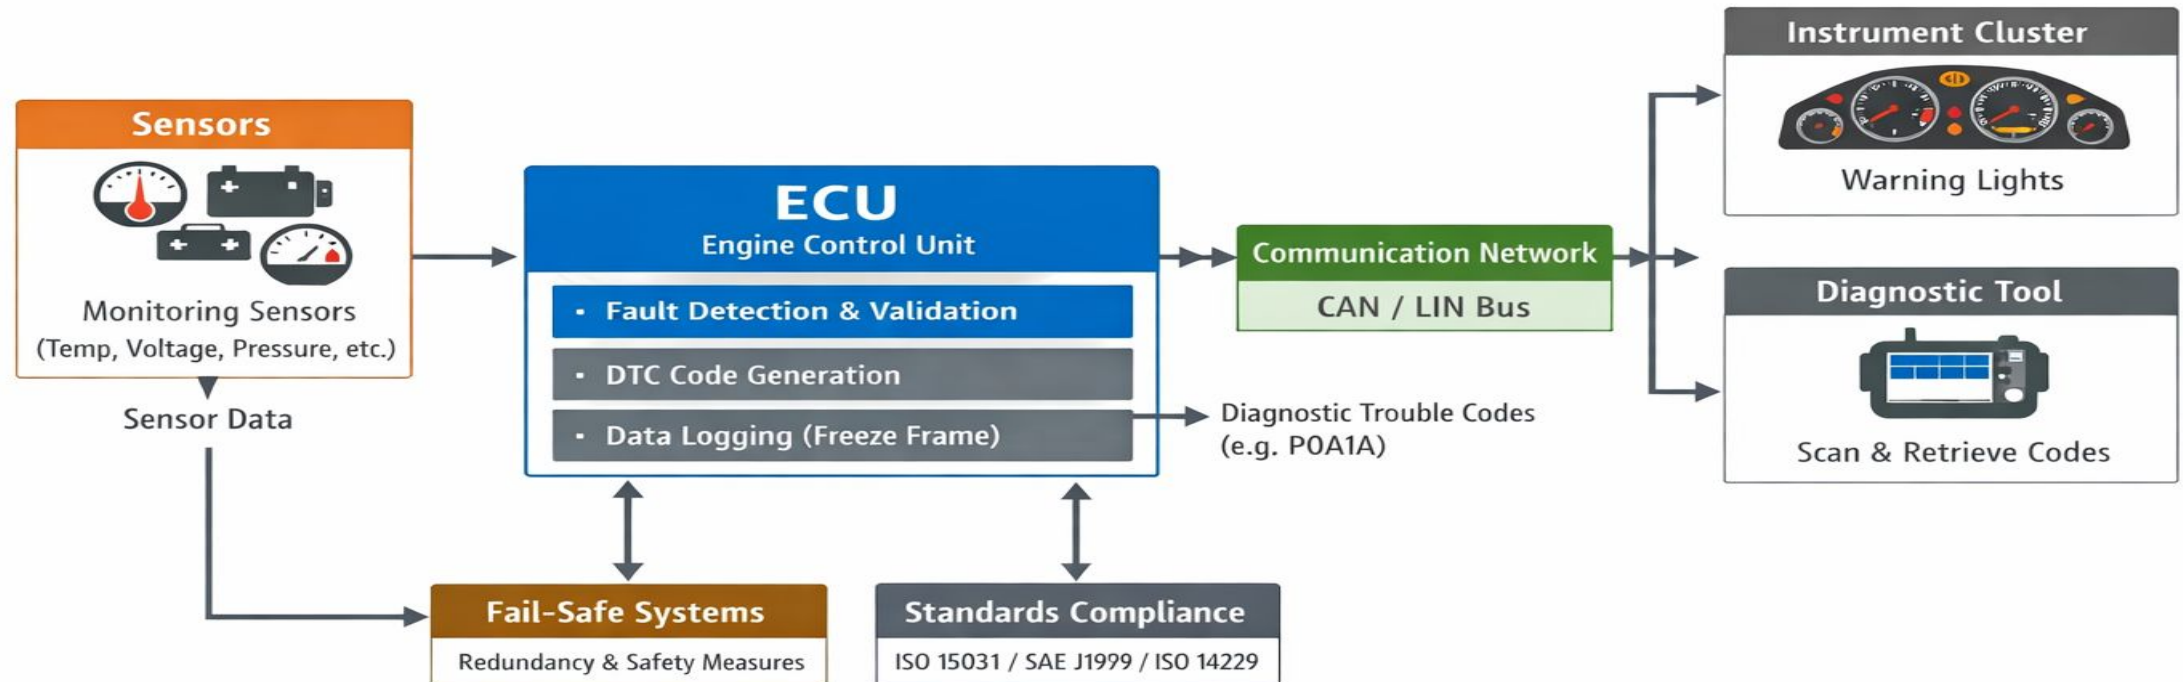 Sensors
Monitoring Sensors
(Temp, Voltage, Pressure, etc.)
Sensor Data
ECU
Engine Control Unit
· Fault Detection & Validation
· DTC Code Generation
· Data Logging (Freeze Frame)
Diagnostic Trouble Codes
(e.g. P0A1A)
Communication Network
CAN / LIN Bus
Instrument Cluster
Warning Lights
Diagnostic Tool
Scan & Retrieve Codes
Fail-Safe Systems
Redundancy & Safety Measures
Standards Compliance
ISO 15031 / SAE J1999 / ISO 14229